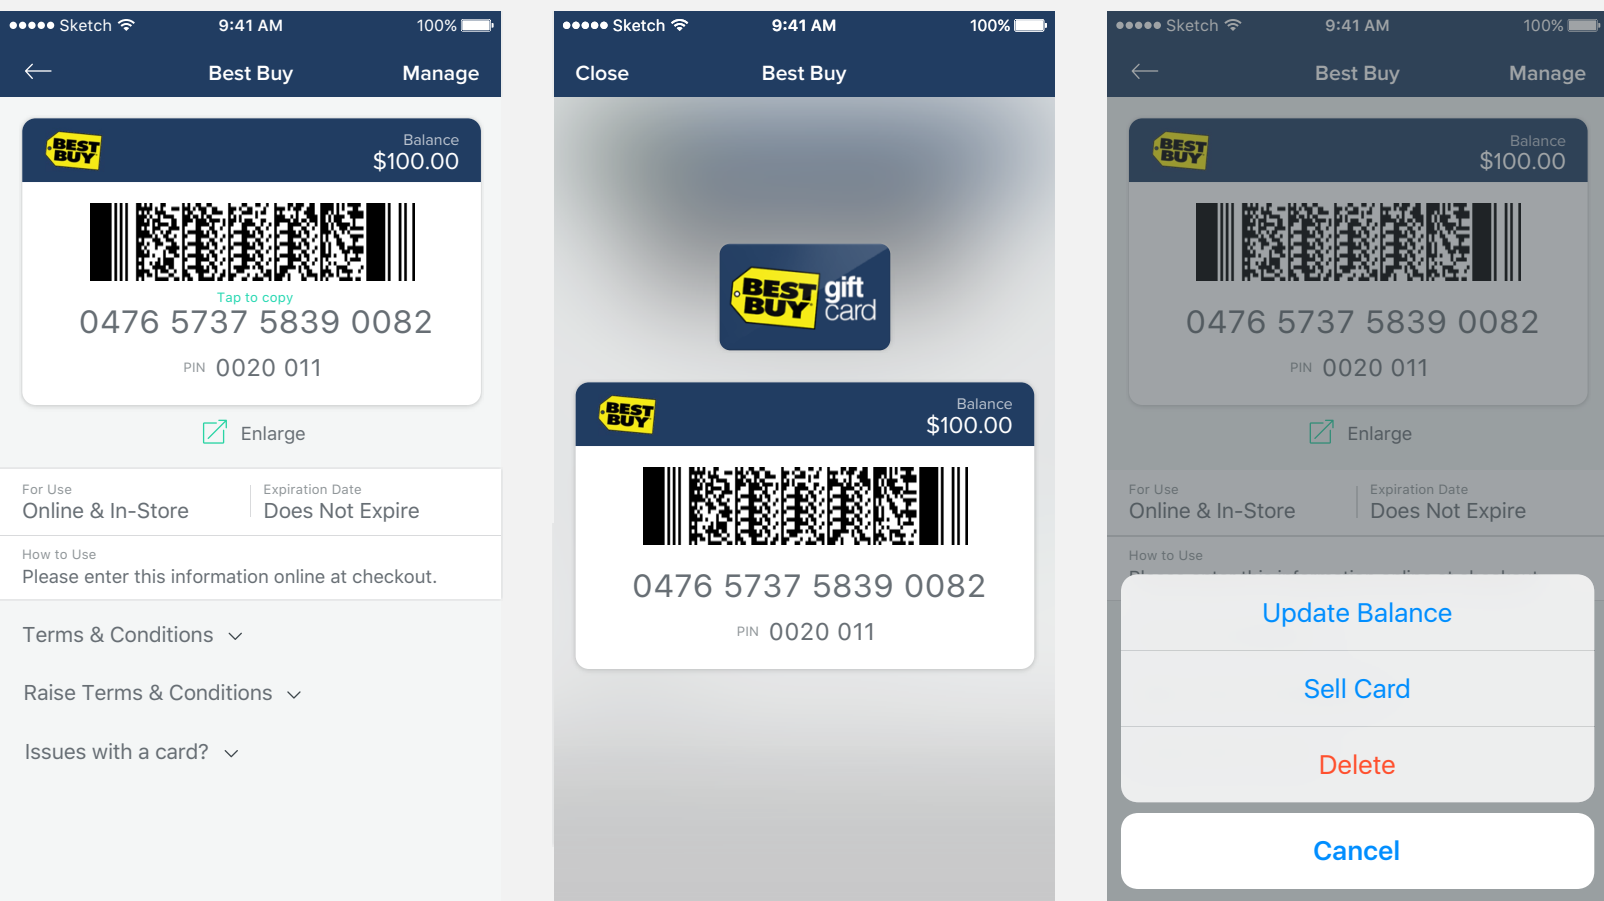 Sketch 9:41 AM 100%
Best Buy Manage
BEST BUY
Balance
$100.00
Tap to copy
0476 5737 5839 0082
PIN 0020 011
Enlarge
For Use
Online & In-Store
Expiration Date
Does Not Expire
How to Use
Please enter this information online at checkout.
Terms & Conditions
Raise Terms & Conditions
Issues with a card?
Sketch 9:41 AM 100%
Close Best Buy
BEST BUY
gift card
BEST BUY
Balance
$100.00
0476 5737 5839 0082
PIN 0020 011
Sketch 9:41 AM 100%
Best Buy Manage
BEST BUY
Balance
$100.00
0476 5737 5839 0082
PIN 0020 011
Enlarge
For Use
Online & In-Store
Expiration Date
Does Not Expire
How to Use
Update Balance
Sell Card
Delete
Cancel